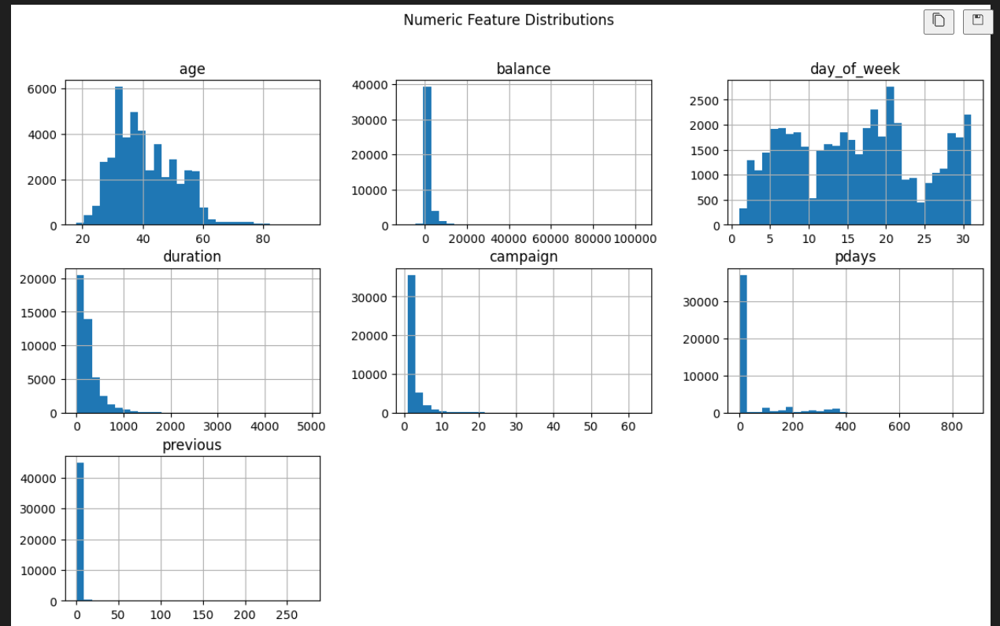 Numeric Feature Distributions
age
balance
day_of_week
6000
4000
2000
0
20 40 60 80
40000
30000
20000
10000
0
0 20000 40000 60000 80000 100000
2500
2000
1500
1000
500
0
0 5 10 15 20 25 30
duration
campaign
pdays
20000
15000
10000
5000
0
0 1000 2000 3000 4000 5000
30000
20000
10000
0
0 10 20 30 40 50 60
30000
20000
10000
0
0 200 400 600 800
previous
40000
30000
20000
10000
0
0 50 100 150 200 250